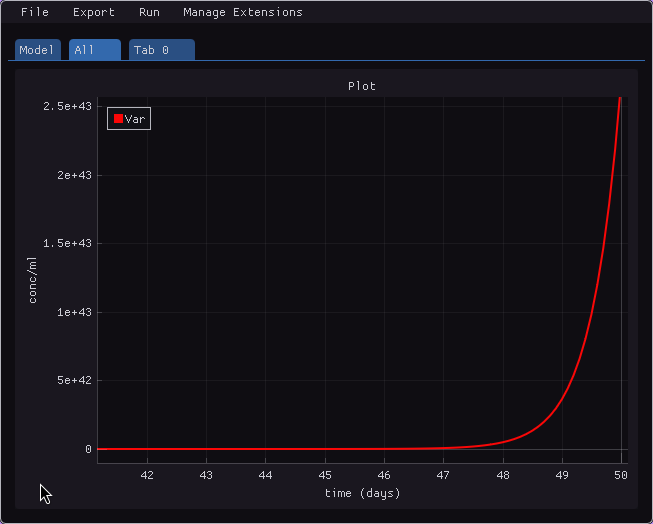 File Export Run Manage Extensions
Model All Tab 0
Plot
Var
2.5e+43
2e+43
1.5e+43
1e+43
5e+42
0
conc/ml
42 43 44 45 46 47 48 49 50
time (days)